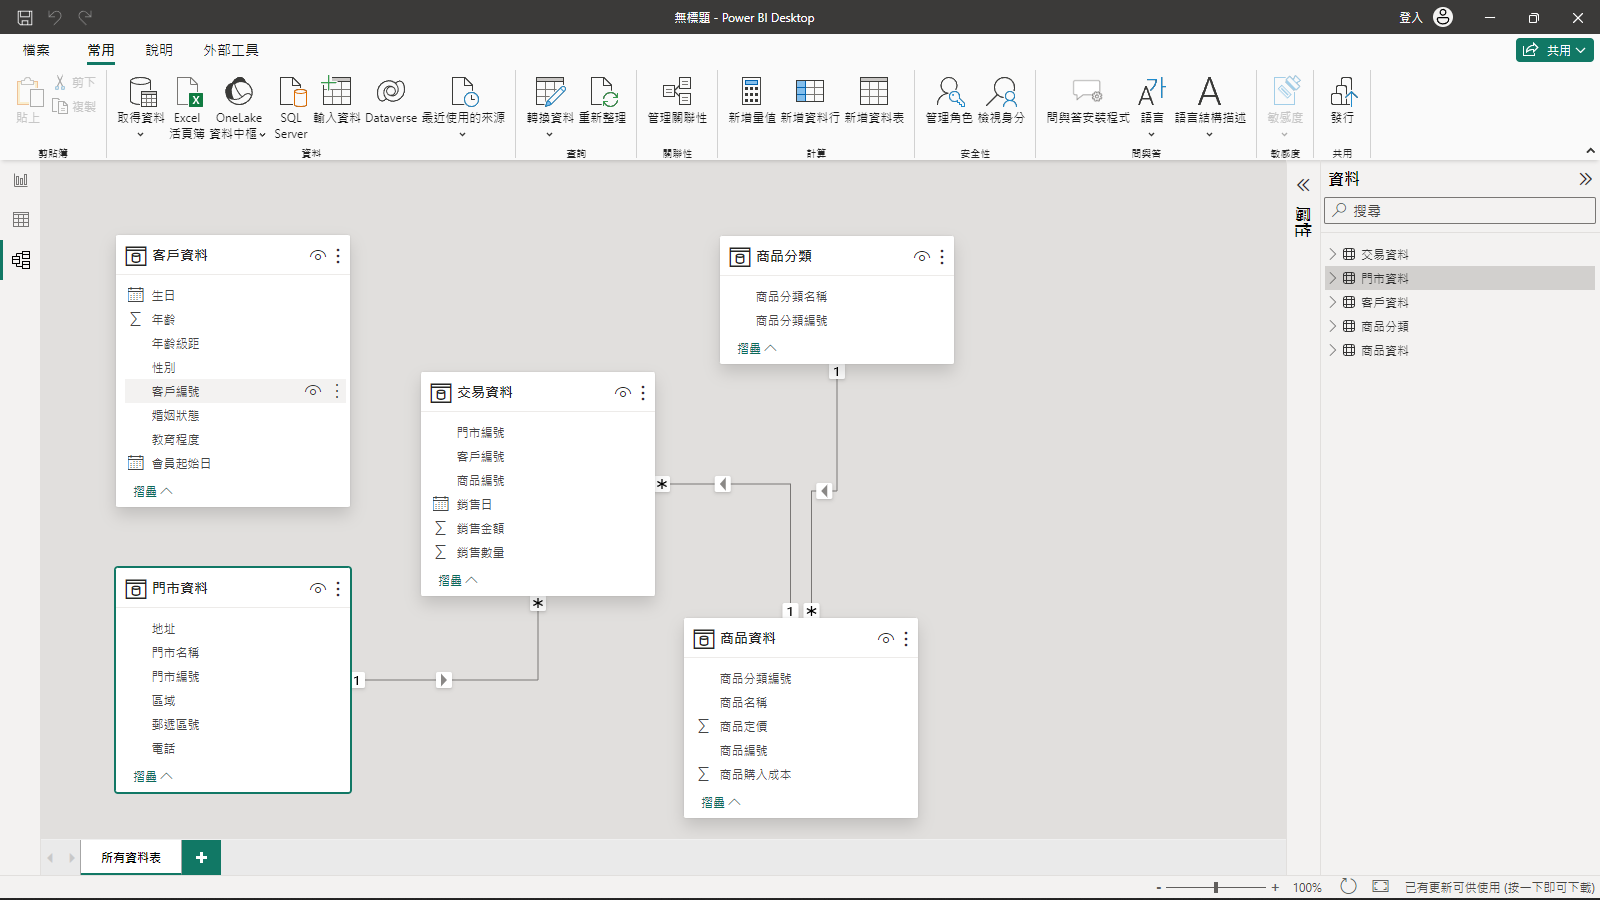 無標題 - Power BI Desktop
登入
檔案 常用 說明 外部工具
共用
貼上
剪下
複製
剪貼簿
取得資料
Excel
活頁簿
OneLake
資料中樞
SQL
Server
輸入資料
Dataverse
最近使用的來源
資料
轉換資料
重新整理
查詢
管理關聯性
關聯性
新增量值
新增資料行
新增資料表
計算
管理角色
檢視身分
安全性
問與答安裝程式
語言
語言結構描述
問與答
敏感度
敏感度
發行
共用
客戶資料
生日
年齡
年齡級距
性別
客戶編號
婚姻狀態
教育程度
會員起始日
摺疊
門市資料
地址
門市名稱
門市編號
區域
郵遞區號
電話
摺疊
1
交易資料
門市編號
客戶編號
商品編號
銷售日
銷售金額
銷售數量
摺疊
*
*
商品分類
商品分類名稱
商品分類編號
摺疊
1
1
*
商品資料
商品分類編號
商品名稱
商品定價
商品編號
商品購入成本
摺疊
資料
搜尋
交易資料
門市資料
客戶資料
商品分類
商品資料
所有資料表
- + 100%
已有更新可供使用 (按一下即可下載)